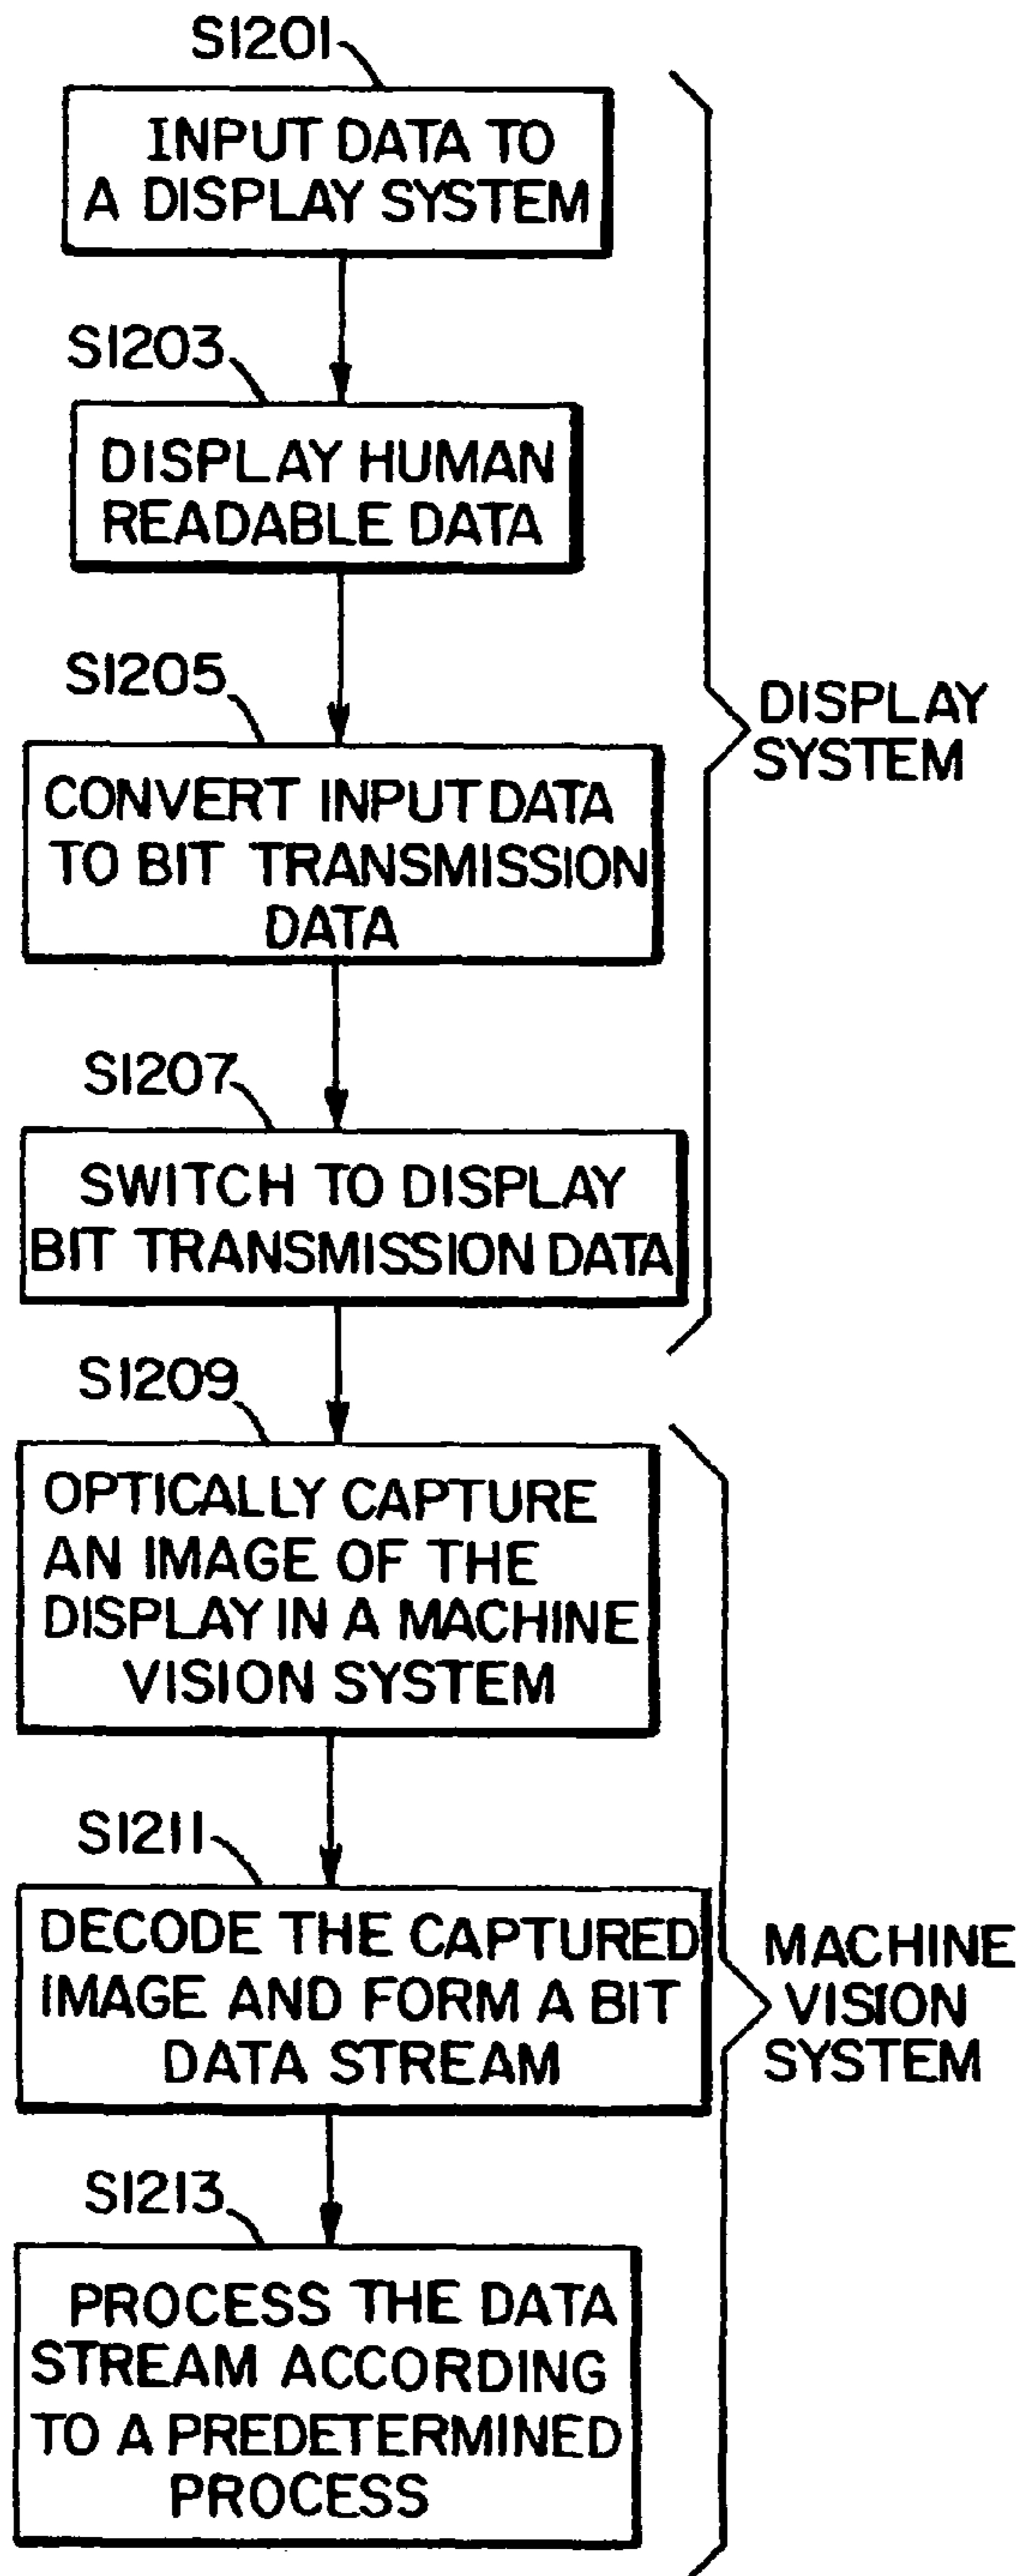 S1201
INPUT DATA TO
A DISPLAY SYSTEM
S1203
DISPLAY HUMAN
READABLE DATA
S1205
CONVERT INPUT DATA
TO BIT TRANSMISSION
DATA
S1207
SWITCH TO DISPLAY
BIT TRANSMISSION DATA
DISPLAY
SYSTEM
S1209
OPTICALLY CAPTURE
AN IMAGE OF THE
DISPLAY IN A MACHINE
VISION SYSTEM
S1211
DECODE THE CAPTURED
IMAGE AND FORM A BIT
DATA STREAM
S1213
PROCESS THE DATA
STREAM ACCORDING
TO A PREDETERMINED
PROCESS
MACHINE
VISION
SYSTEM